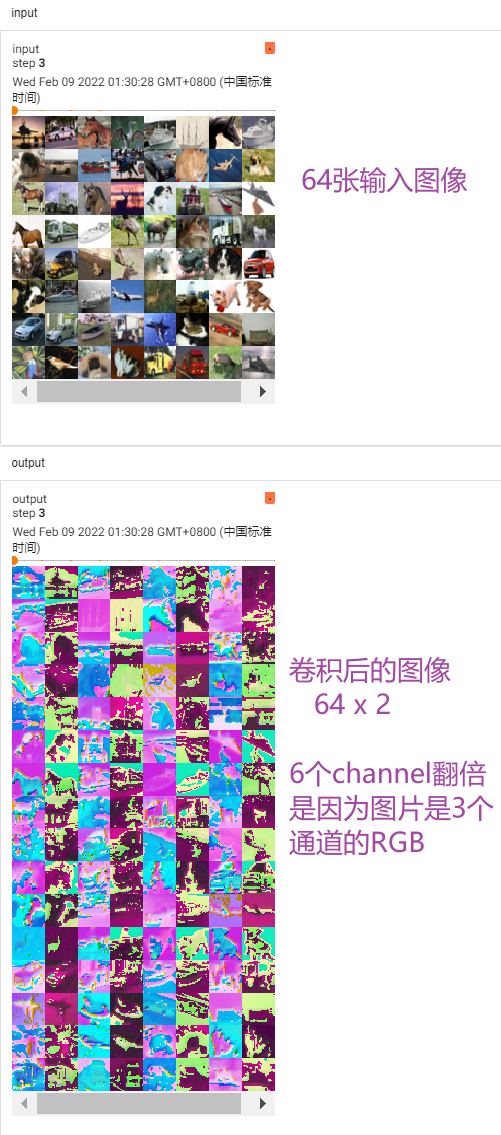 input
input
step 3
Wed Feb 09 2022 01:30:28 GMT+0800 (中国标准
时间)
64张输入图像
output
output
step 3
Wed Feb 09 2022 01:30:28 GMT+0800 (中国标准
时间)
卷积后的图像
64 x 2
6个channel翻倍
是因为图片是3个
通道的RGB